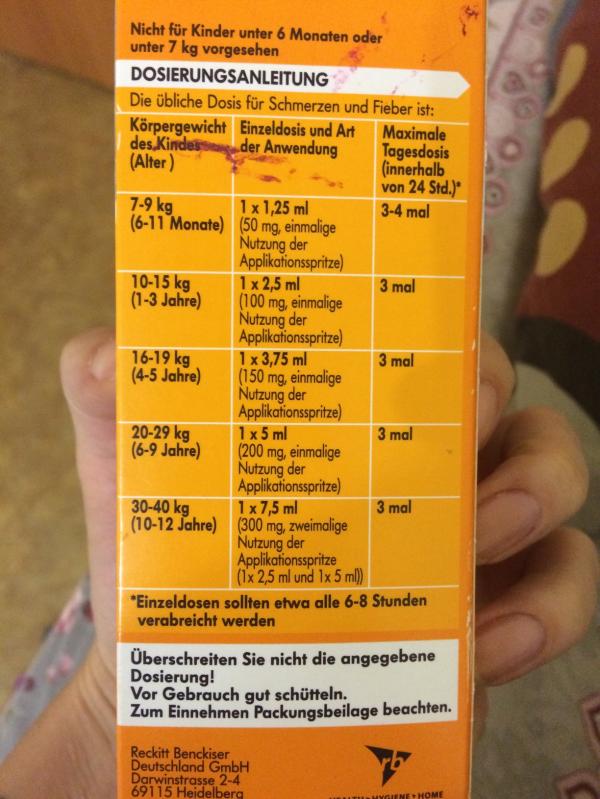 Nicht für Kinder unter 6 Monaten oder
unter 7 kg vorgesehen
DOSIERUNGSANLEITUNG
Die übliche Dosis für Schmerzen und Fieber ist:
Körpergewicht
des Kindes
(Alter )
Einzeldosis und Art
der Anwendung
Maximale
Tagesdosis
(innerhalb
von 24 Std.)*
7-9 kg
(6-11 Monate)
1 x 1,25 ml
(50 mg, einmalige
Nutzung der
Applikationsspritze)
3-4 mal
10-15 kg
(1-3 Jahre)
1 x 2,5 ml
(100 mg, einmalige
Nutzung der
Applikationsspritze)
3 mal
16-19 kg
(4-5 Jahre)
1 x 3,75 ml
(150 mg, einmalige
Nutzung der
Applikationsspritze)
3 mal
20-29 kg
(6-9 Jahre)
1 x 5 ml
(200 mg, einmalige
Nutzung der
Applikationsspritze)
3 mal
30-40 kg
(10-12 Jahre)
1 x 7,5 ml
(300 mg, zweimalige
Nutzung der
Applikationsspritze
(1x 2,5 ml und 1x 5 ml))
3 mal
*Einzeldosen sollten etwa alle 6-8 Stunden
verabreicht werden
Überschreiten Sie nicht die angegebene
Dosierung!
Vor Gebrauch gut schütteln.
Zum Einnehmen Packungsbeilage beachten.
Reckitt Benckiser
Deutschland GmbH
Darwinstrasse 2-4
69115 Heidelberg
rb
HEALTH • HYGIENE • HOME